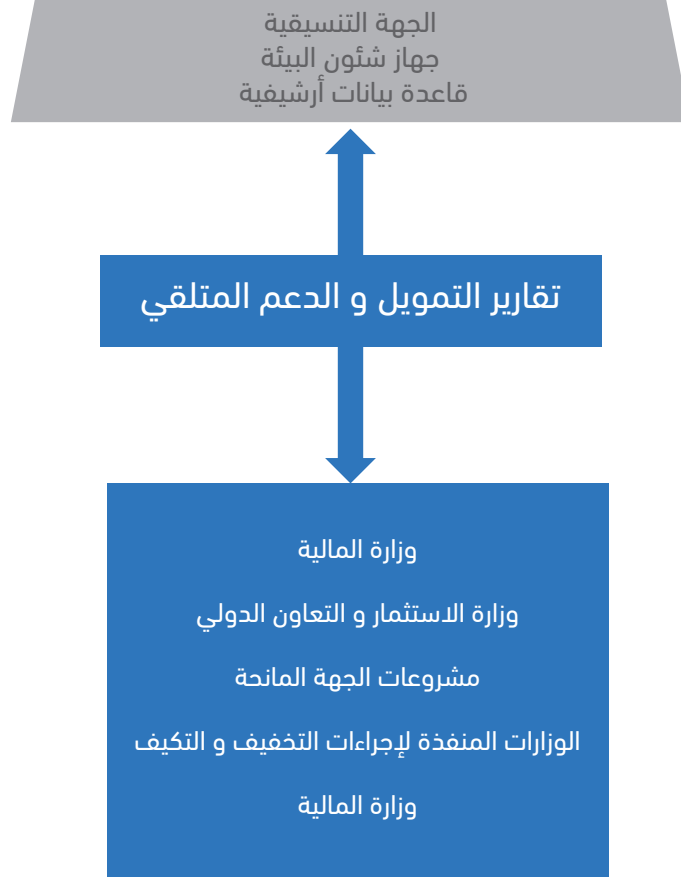 الجهة التنسيقية
جهاز شئون البيئة
قاعدة بيانات أرشيفية
تقارير التمويل و الدعم المتلقي
وزارة المالية
وزارة الاستثمار و التعاون الدولي
مشروعات الجهة المانحة
الوزارات المنفذة لإجراءات التخفيف و التكيف
وزارة المالية